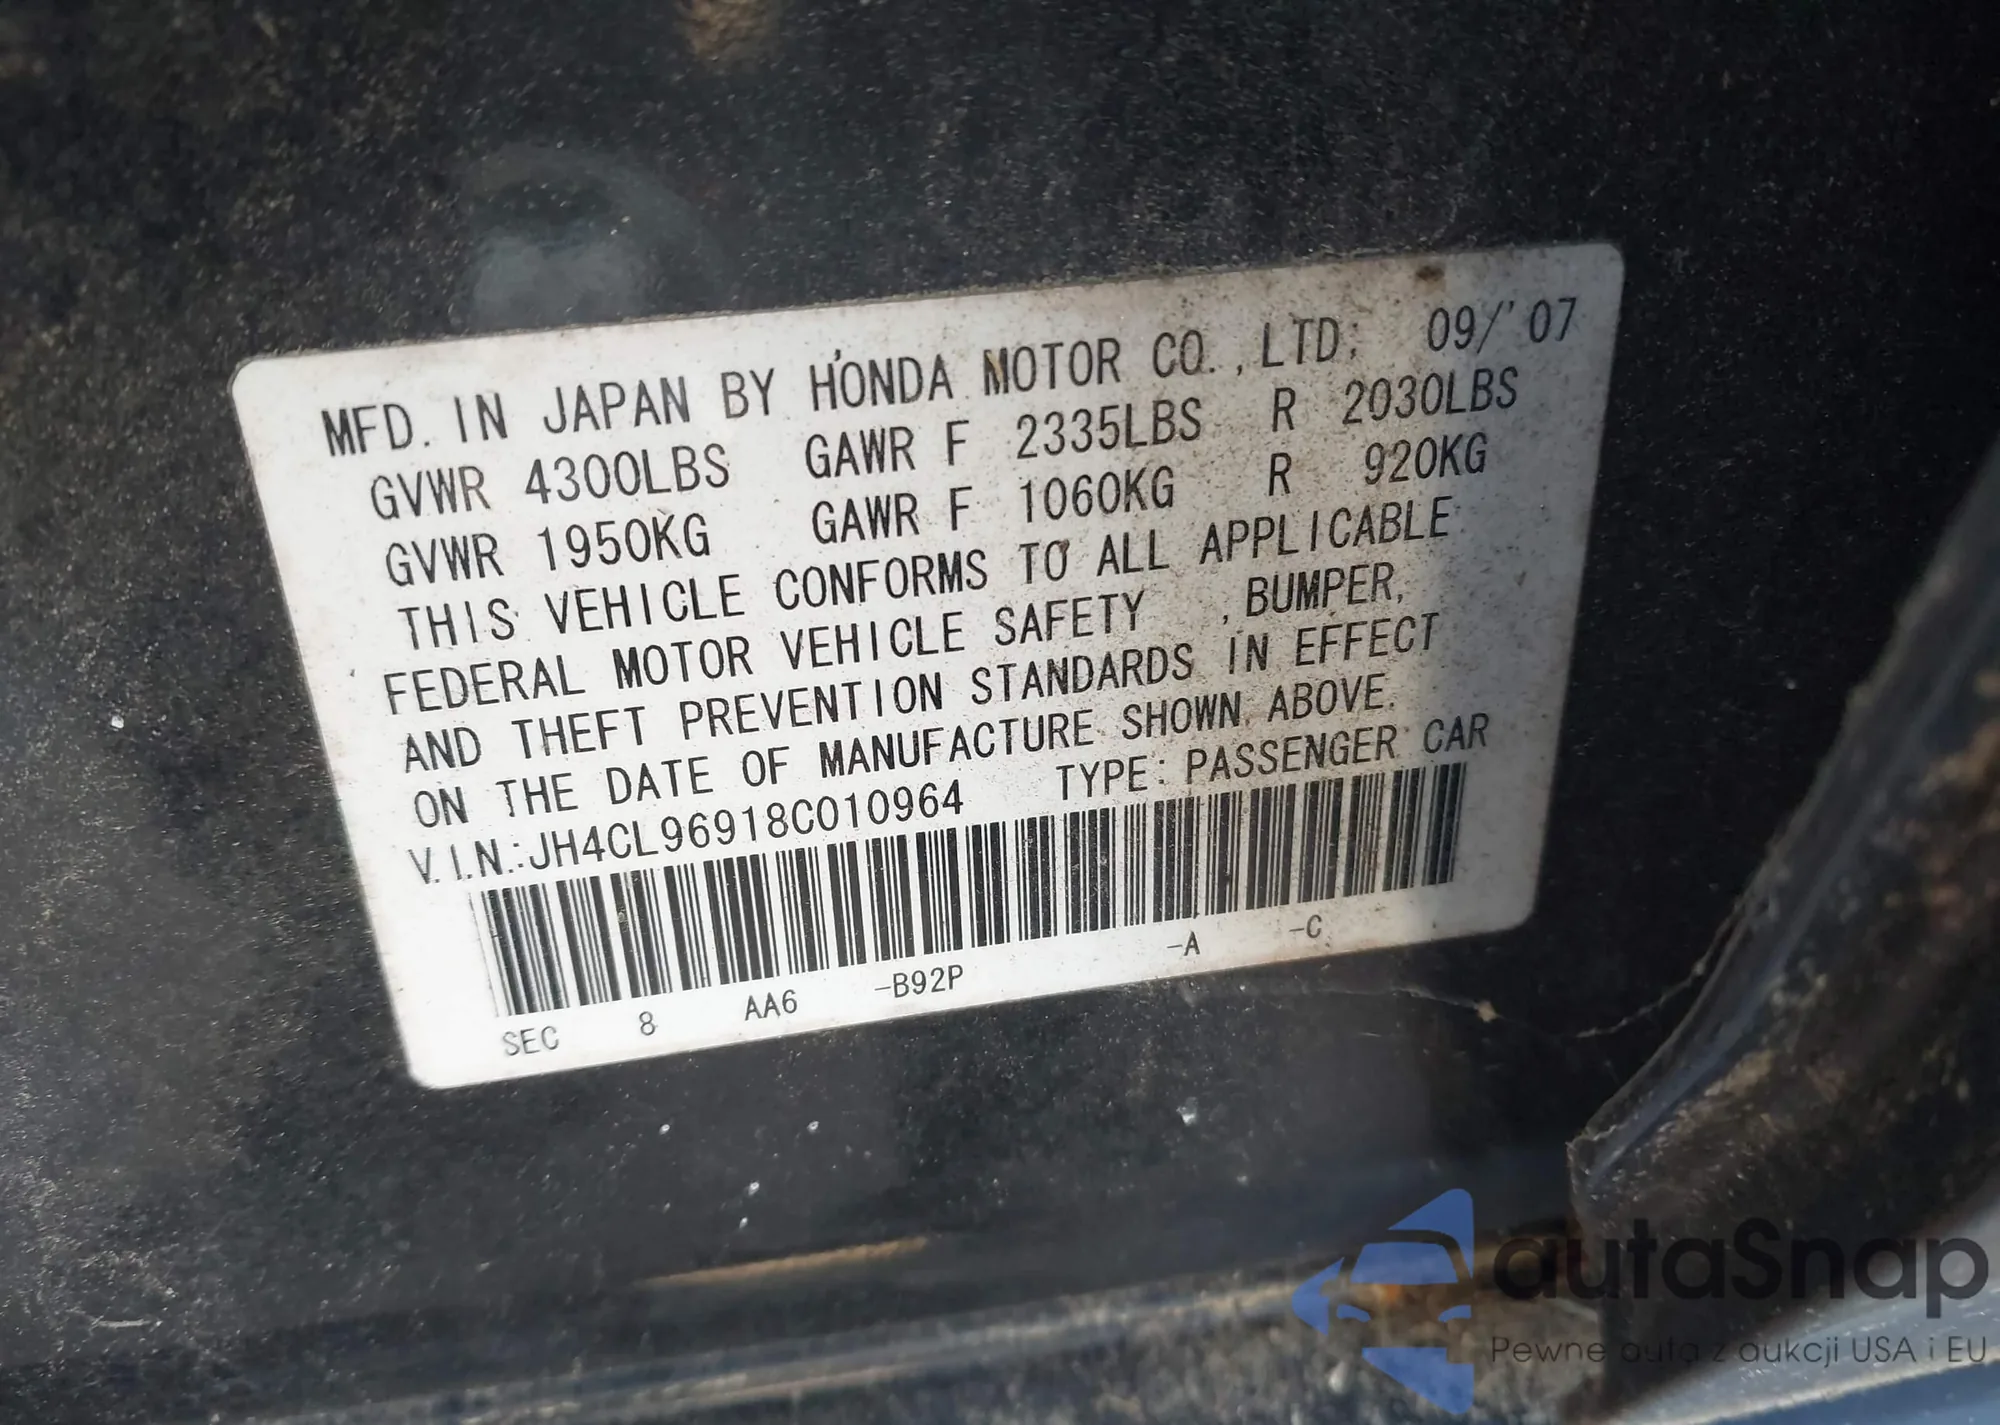 MFD. IN JAPAN BY HONDA MOTOR CO., LTD. 09/'07
GVWR 4300LBS GAWR F 2335LBS R 2030LBS
GVWR 1950KG GAWR F 1060KG R 920KG
THIS VEHICLE CONFORMS TO ALL APPLICABLE
FEDERAL MOTOR VEHICLE SAFETY , BUMPER,
AND THEFT PREVENTION STANDARDS IN EFFECT
ON THE DATE OF MANUFACTURE SHOWN ABOVE.
V.I.N.:JH4CL96918C010964 TYPE: PASSENGER CAR
SEC 8 AA6 -B92P -A -C
autaSnap
Pewne auta z aukcji USA i EU